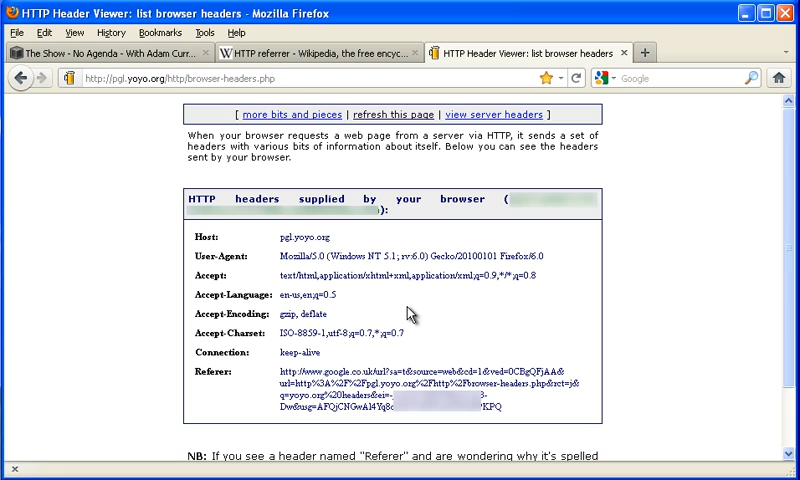 HTTP Header Viewer: list browser headers - Mozilla Firefox
File Edit View History Bookmarks Tools Help
The Show - No Agenda - With Adam Curr...
HTTP referrer - Wikipedia, the free encyc...
HTTP Header Viewer: list browser headers
http://pgl.yoyo.org/http/browser-headers.php
Google
[ more bits and pieces | refresh this page | view server headers ]
When your browser requests a web page from a server via HTTP, it sends a set of
headers with various bits of information about itself. Below you can see the headers
sent by your browser.
HTTP headers supplied by your browser (
):
Host: pgl.yoyo.org
User-Agent: Mozilla/5.0 (Windows NT 5.1; rv:6.0) Gecko/20100101 Firefox/6.0
Accept: text/html,application/xhtml+xml,application/xml;q=0.9,*/*;q=0.8
Accept-Language: en-us,en;q=0.5
Accept-Encoding: gzip, deflate
Accept-Charset: ISO-8859-1,utf-8;q=0.7,*;q=0.7
Connection: keep-alive
Referer: http://www.google.co.uk/url?sa=t&source=web&cd=1&ved=0CBgQFjAA&
url=http%3A%2F%2Fpgl.yoyo.org%2Fhttp%2Fbrowser-headers.php&rct=j&
q=yoyo.org%20headers&ei=-
Dw&usg=AFQjCNGwAl4Yq8
KPQ
NB: If you see a header named "Referer" and are wondering why it's spelled